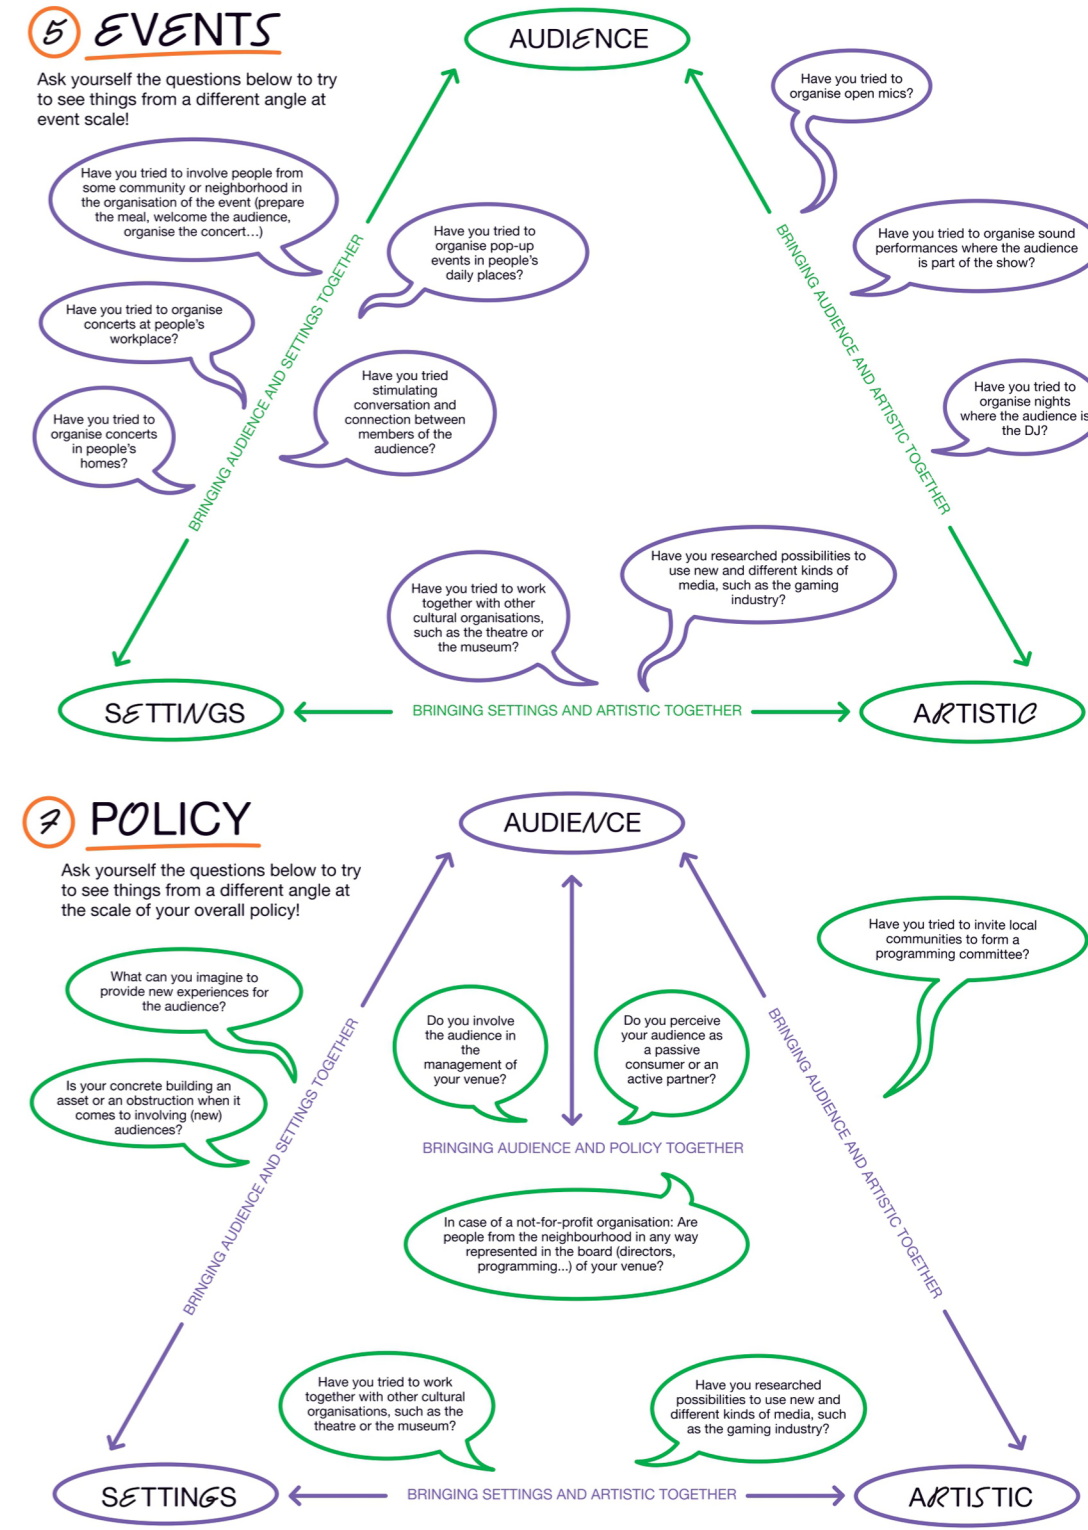 5 EVENTS
Ask yourself the questions below to try
to see things from a different angle at
event scale!
AUDIENCE
Have you tried to
organise open mics?
Have you tried to involve people from
some community or neighborhood in
the organisation of the event (prepare
the meal, welcome the audience,
organise the concert...)
Have you tried to
organise pop-up
events in people's
daily places?
Have you tried to organise sound
performances where the audience
is part of the show?
Have you tried to organise
concerts at people's
workplace?
Have you tried
stimulating
conversation and
connection between
members of the
audience?
Have you tried to
organise nights
where the audience is
the DJ?
Have you tried to
organise concerts
in people's
homes?
BRINGING AUDIENCE AND SETTINGS TOGETHER
BRINGING AUDIENCE AND ARTISTIC TOGETHER
Have you tried to work
together with other
cultural organisations,
such as the theatre or
the museum?
Have you researched possibilities to
use new and different kinds of
media, such as the gaming
industry?
SETTINGS
BRINGING SETTINGS AND ARTISTIC TOGETHER
ARTISTIC
7 POLICY
Ask yourself the questions below to try
to see things from a different angle at
the scale of your overall policy!
AUDIENCE
Have you tried to invite local
communities to form a
programming committee?
What can you imagine to
provide new experiences for
the audience?
Do you involve
the audience in
the
management of
your venue?
Do you perceive
your audience as
a passive
consumer or an
active partner?
Is your concrete building an
asset or an obstruction when it
comes to involving (new)
audiences?
BRINGING AUDIENCE AND SETTINGS TOGETHER
BRINGING AUDIENCE AND POLICY TOGETHER
BRINGING AUDIENCE AND ARTISTIC TOGETHER
In case of a not-for-profit organisation: Are
people from the neighbourhood in any way
represented in the board (directors,
programming...) of your venue?
Have you tried to work
together with other cultural
organisations, such as the
theatre or the museum?
Have you researched
possibilities to use new and
different kinds of media, such
as the gaming industry?
SETTINGS
BRINGING SETTINGS AND ARTISTIC TOGETHER
ARTISTIC